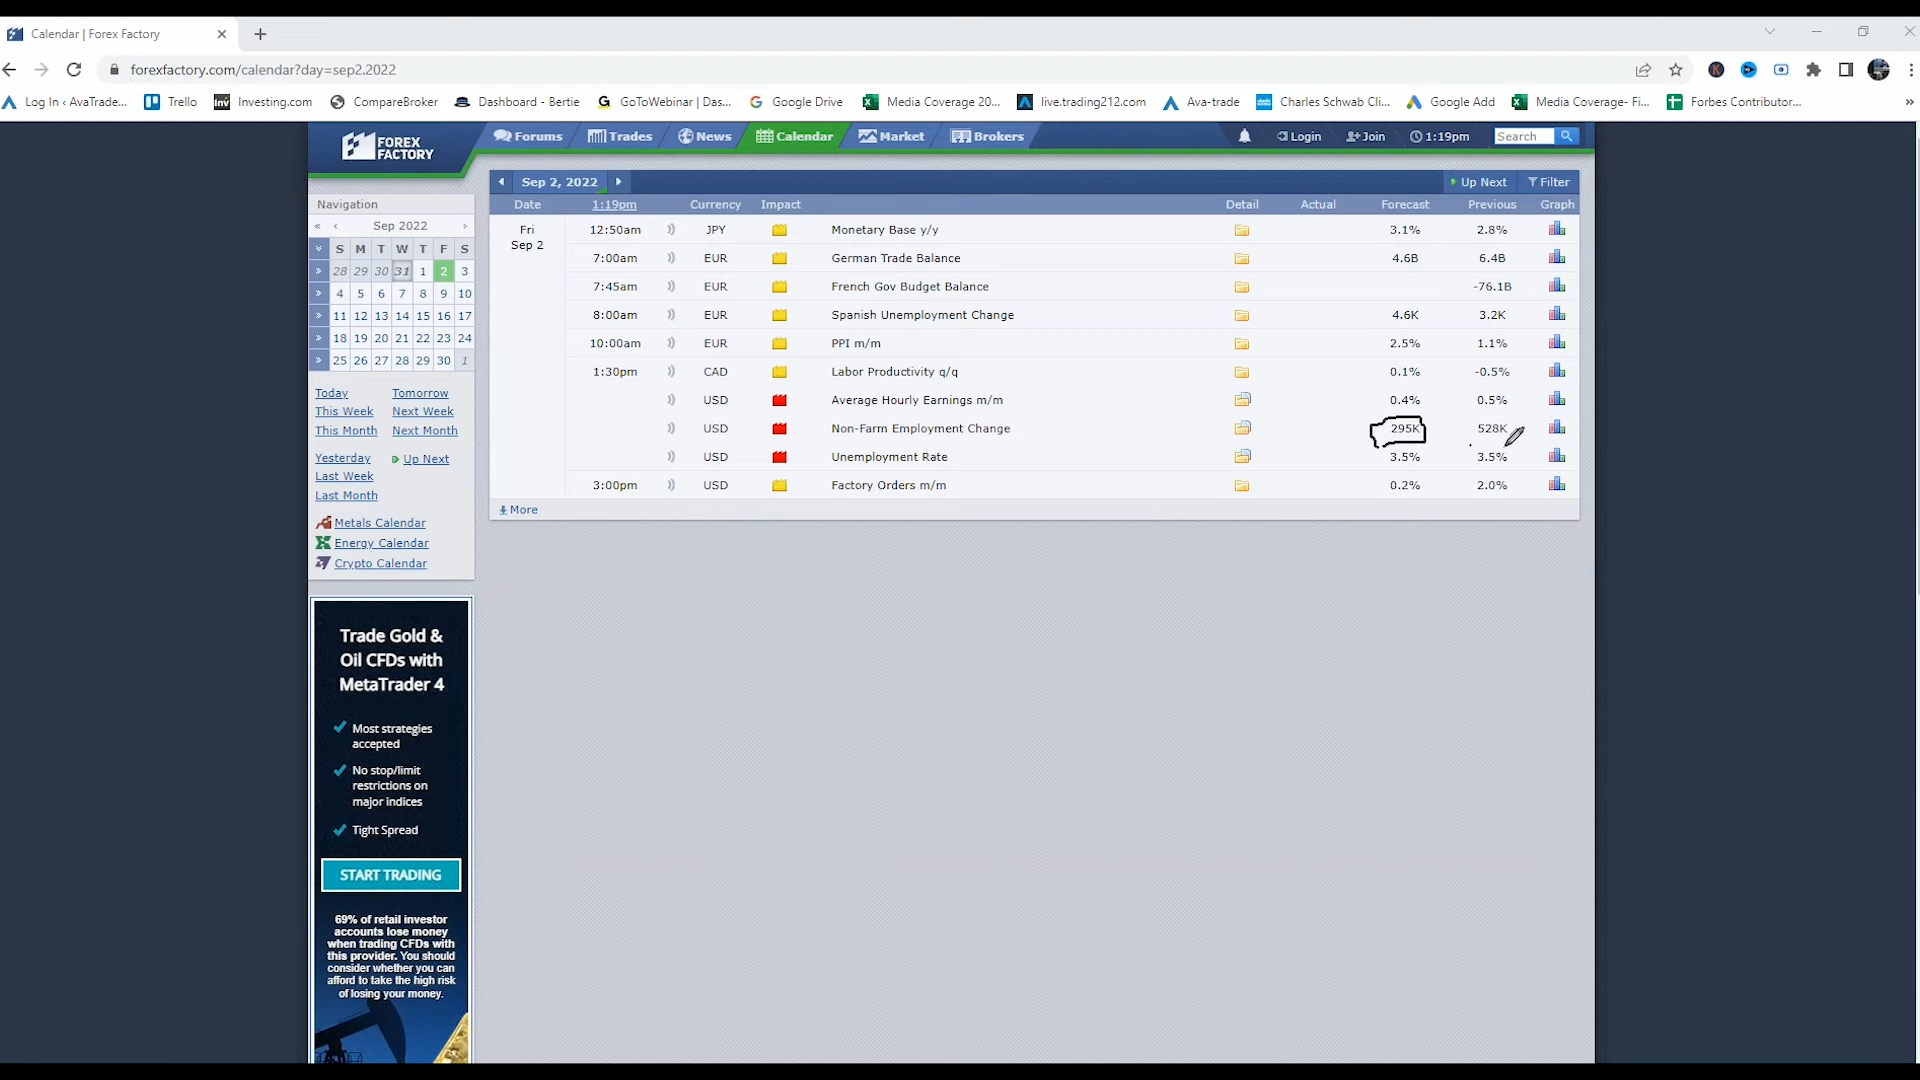 Calendar | Forex Factory
forexfactory.com/calendar?day=sep2.2022
Log In ‹ AvaTrade... Trello Investing.com CompareBroker Dashboard - Bertie GoToWebinar | Das... Google Drive Media Coverage 20... live.trading212.com Ava-trade Charles Schwab Cli... Google Add Media Coverage- Fi... Forbes Contributor... »
FOREX
FACTORY
Forums Trades News Calendar Market Brokers Login Join 1:19pm Search
Sep 2, 2022 Up Next Filter
Date 1:19pm Currency Impact Detail Actual Forecast Previous Graph
Fri
Sep 2
12:50am JPY Monetary Base y/y 3.1% 2.8%
7:00am EUR German Trade Balance 4.6B 6.4B
7:45am EUR French Gov Budget Balance -76.1B
8:00am EUR Spanish Unemployment Change 4.6K 3.2K
10:00am EUR PPI m/m 2.5% 1.1%
1:30pm CAD Labor Productivity q/q 0.1% -0.5%
USD Average Hourly Earnings m/m 0.4% 0.5%
USD Non-Farm Employment Change 295K 528K
USD Unemployment Rate 3.5% 3.5%
3:00pm USD Factory Orders m/m 0.2% 2.0%
More
Navigation
« ‹ Sep 2022 ›
S M T W T F S
» 28 29 30 31 1 2 3
» 4 5 6 7 8 9 10
» 11 12 13 14 15 16 17
» 18 19 20 21 22 23 24
» 25 26 27 28 29 30 1
Today Tomorrow
This Week Next Week
This Month Next Month
Yesterday Up Next
Last Week
Last Month
Metals Calendar
Energy Calendar
Crypto Calendar
Trade Gold &
Oil CFDs with
MetaTrader 4
Most strategies
accepted
No stop/limit
restrictions on
major indices
Tight Spread
START TRADING
69% of retail investor
accounts lose money
when trading CFDs with
this provider. You should
consider whether you can
afford to take the high risk
of losing your money.